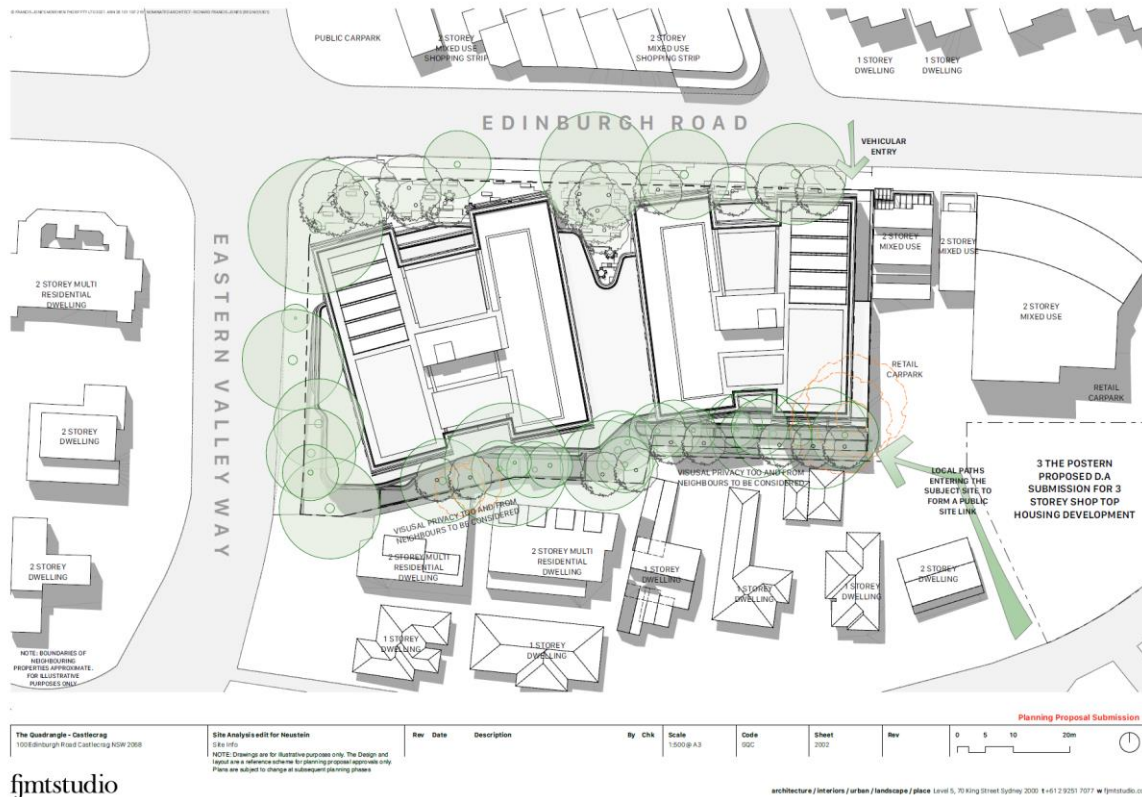 PUBLIC CARPARK
2 STOREY
MIXED USE
SHOPPING STRIP
2 STOREY
MIXED USE
SHOPPING STRIP
1 STOREY
DWELLING
1 STOREY
DWELLING
EDINBURGH ROAD
VEHICULAR
ENTRY
EASTERN VALLEY WAY
2 STOREY MULTI
RESIDENTIAL
DWELLING
2 STOREY
MIXED USE
2 STOREY
MIXED USE
2 STOREY
MIXED USE
RETAIL
CARPARK
RETAIL
CARPARK
2 STOREY
DWELLING
VISUSAL PRIVACY TOO AND FROM
NEIGHBOURS TO BE CONSIDERED
VISUSAL PRIVACY TOO AND FROM
NEIGHBOURS TO BE CONSIDERED
LOCAL PATHS
ENTERING THE
SUBJECT SITE TO
FORM A PUBLIC
SITE LINK
3 THE POSTERN
PROPOSED D.A
SUBMISSION FOR 3
STOREY SHOP TOP
HOUSING DEVELOPMENT
2 STOREY
DWELLING
2 STOREY MULTI
RESIDENTIAL
DWELLING
2 STOREY MULTI
RESIDENTIAL
DWELLING
1 STOREY
DWELLING
1 STOREY
DWELLING
1 STOREY
DWELLING
2 STOREY
DWELLING
1 STOREY
DWELLING
1 STOREY
DWELLING
NOTE: BOUNDARIES OF
NEIGHBOURING
PROPERTIES APPROXIMATE.
FOR ILLUSTRATIVE
PURPOSES ONLY
Planning Proposal Submission
The Quadrangle - Castlecrag
100 Edinburgh Road Castlecrag NSW 2068
Site Analysis edit for Neustein
Site Info
NOTE: Drawings are for illustrative purposes only. The Design and
layout are a reference scheme for planning proposal approvals only.
Plans are subject to change at subsequent planning phases
Rev Date Description By Chk
Scale
1:500 @ A3
Code
SQC
Sheet
2002
Rev
0 5 10 20m
fjmtstudio
architecture / interiors / urban / landscape / place Level 5, 70 King Street Sydney 2000 t +61 2 9251 7077 w fjmtstudio.co